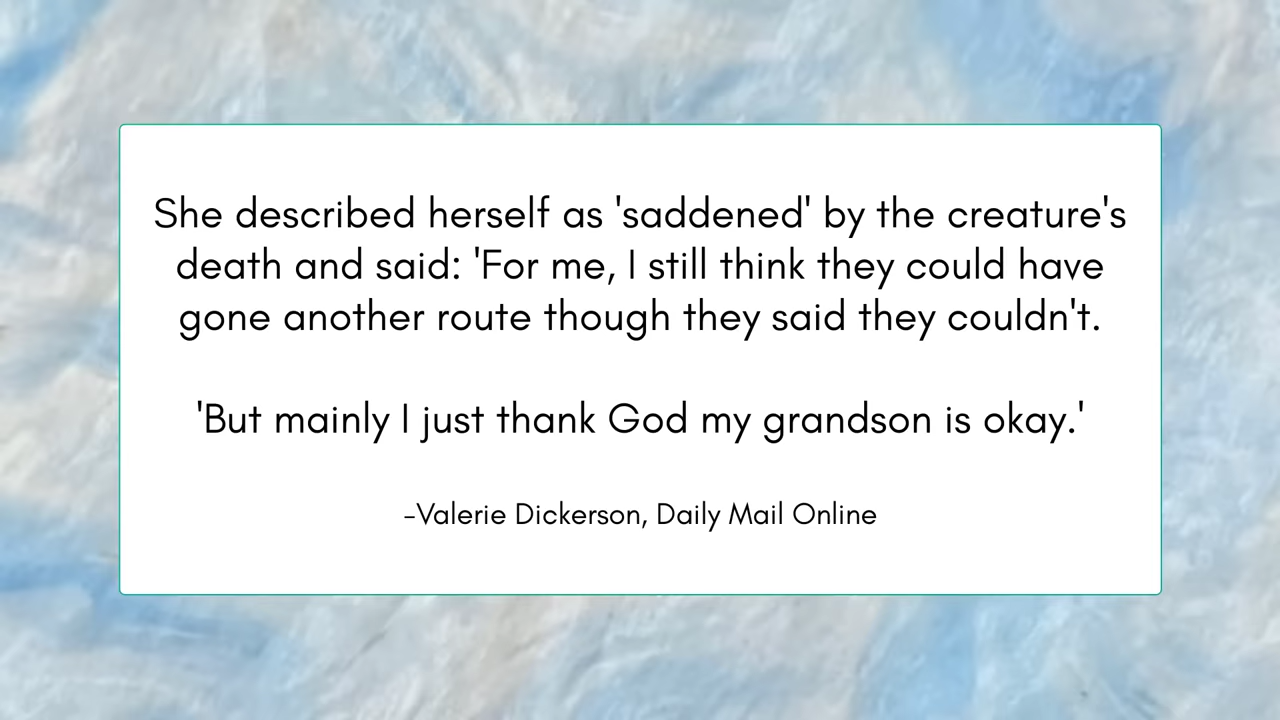 She described herself as 'saddened' by the creature's
death and said: 'For me, I still think they could have
gone another route though they said they couldn't.
'But mainly I just thank God my grandson is okay.'
-Valerie Dickerson, Daily Mail Online